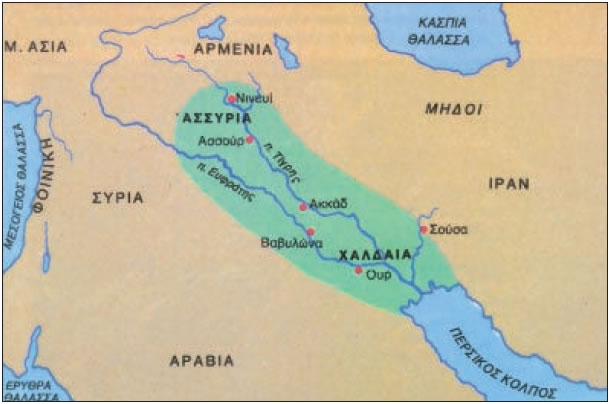 ΚΑΣΠΙΑ
ΘΑΛΑΣΣΑ
Μ. ΑΣΙΑ
ΑΡΜΕΝΙΑ
Νινευί
ΜΗΔΟΙ
ΑΣΣΥΡΙΑ
Ασσούρ
π. Τίγρης
ΜΕΣΟΓΕΙΟΣ ΘΑΛΑΣΣΑ
ΦΟΙΝΙΚΗ
π. Ευφράτης
ΙΡΑΝ
ΣΥΡΙΑ
Ακκάδ
Σούσα
Βαβυλώνα
ΧΑΛΔΑΙΑ
Ουρ
ΠΕΡΣΙΚΟΣ ΚΟΛΠΟΣ
ΑΡΑΒΙΑ
ΕΡΥΘΡΑ
ΘΑΛΑΣΣΑ